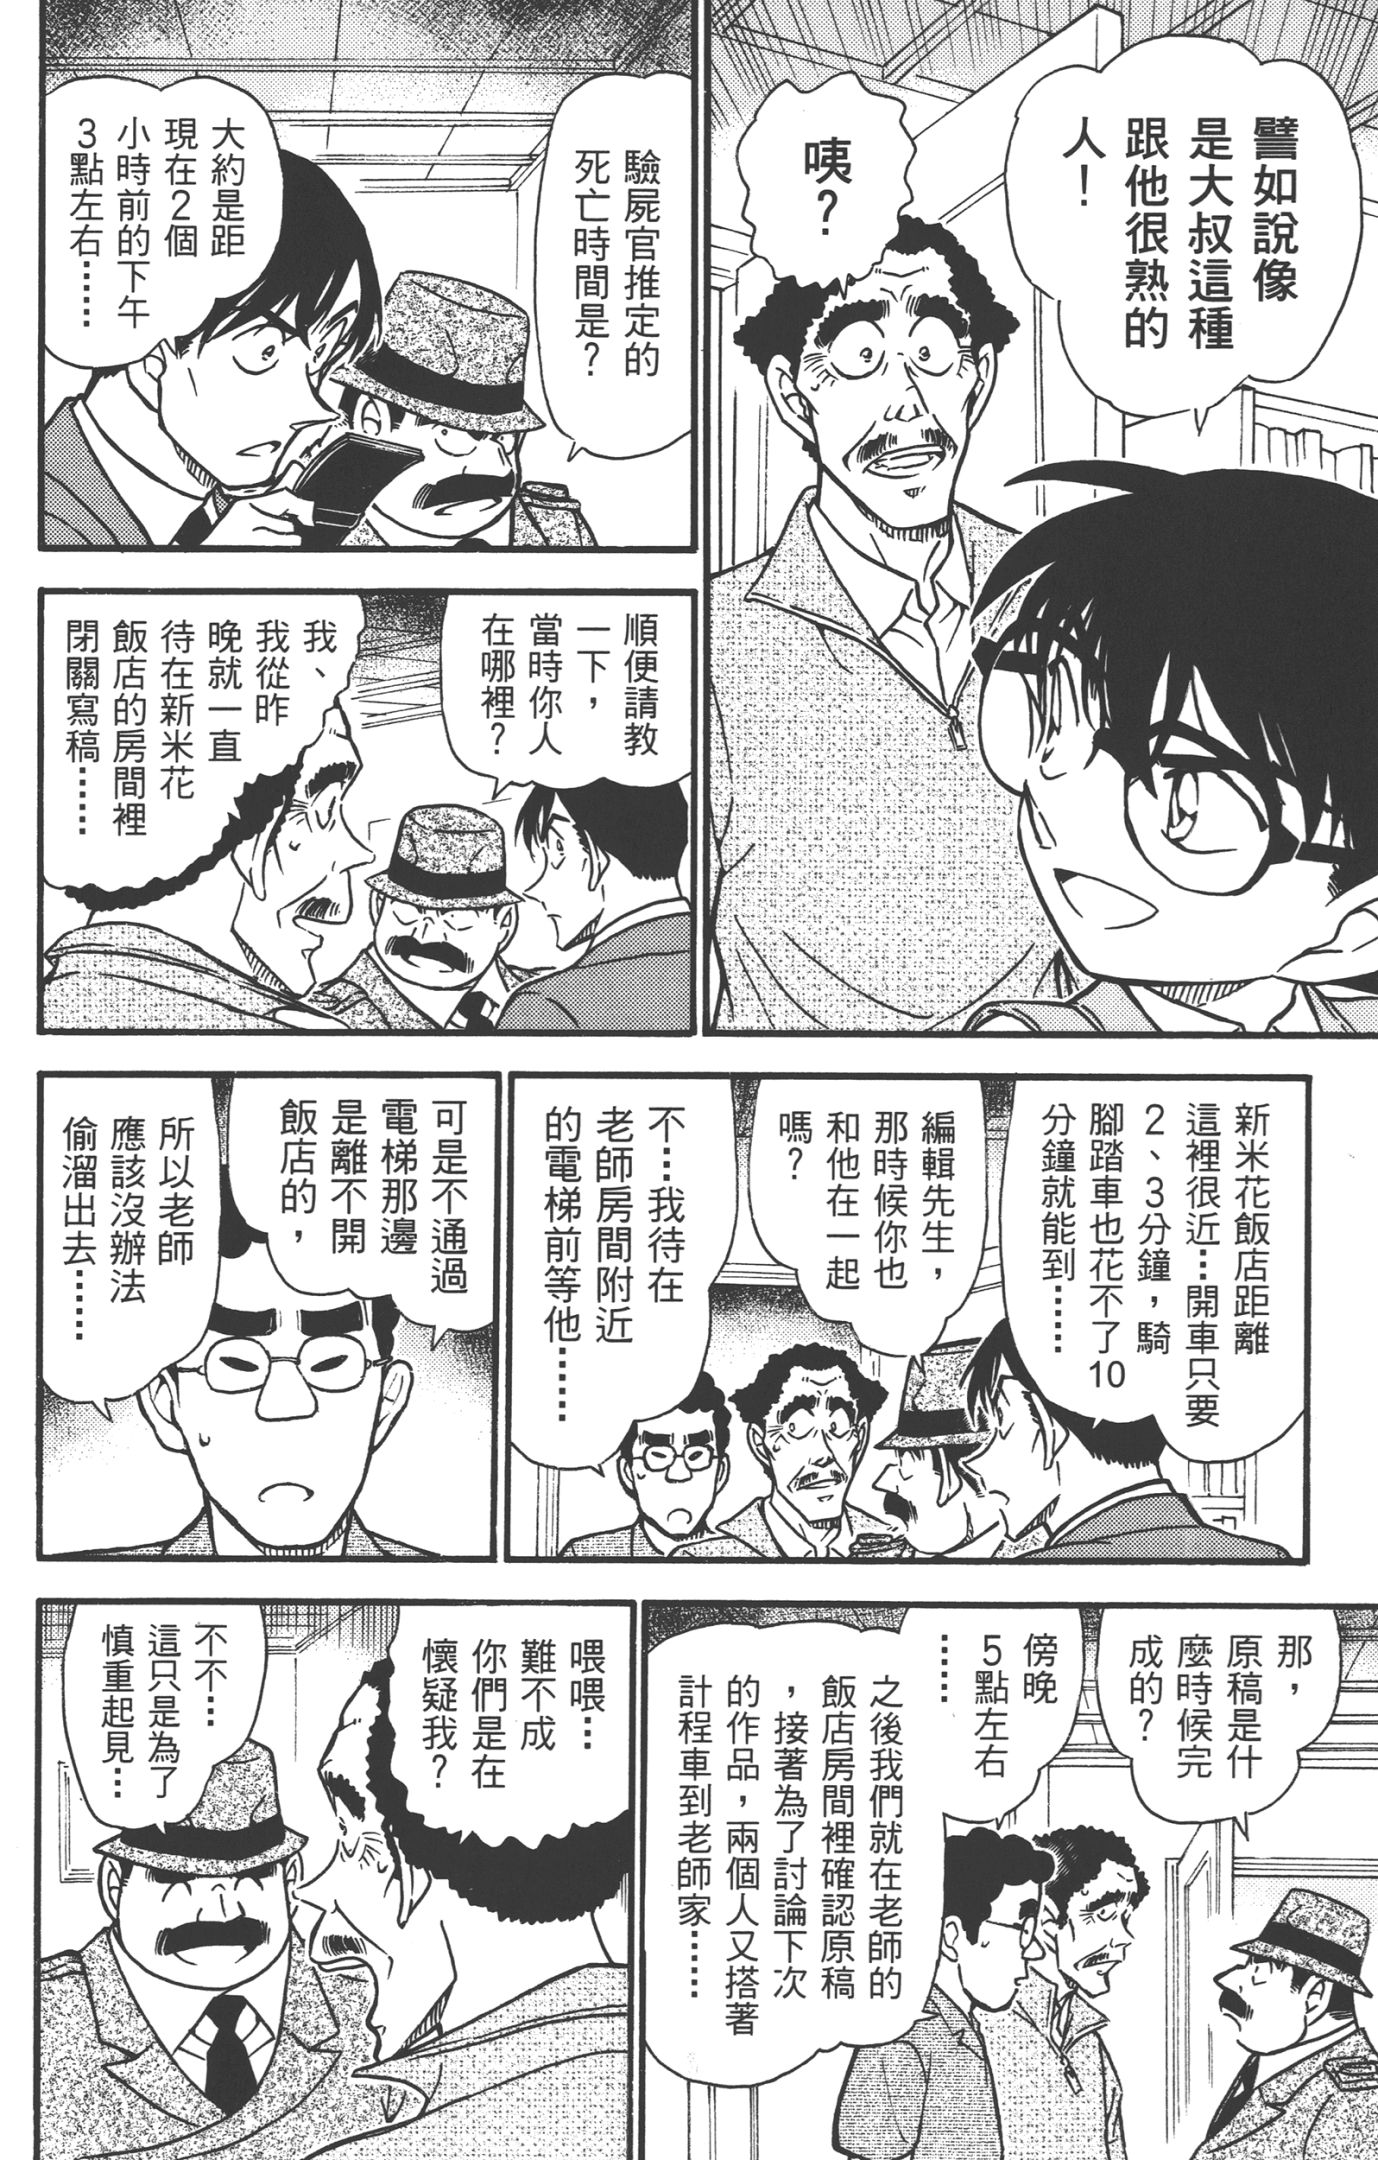 譬如說像
是大叔這種
跟他很熟的
人！
咦？
驗屍官推定的
死亡時間是？
大約是距
現在2個
小時前的下午
3點左右……
順便請教
一下，
當時你人
在哪裡？
我、
我從昨
晚就一直
待在新米花
飯店的房間裡
閉關寫稿……
新米花飯店距離
這裡很近…開車只要
2、3分鐘，騎
腳踏車也花不了10
分鐘就能到……
編輯先生，
那時候你也
和他在一起
嗎？
不…我待在
老師房間附近
的電梯前等他……
可是不通過
電梯那邊
是離不開
飯店的，
所以老師
應該沒辦法
偷溜出去……
那，
原稿是什
麼時候完
成的？
傍晚
5點左右
……
之後我們就在老師的
飯店房間裡確認原稿
，接著為了討論下次
的作品，兩個人又搭著
計程車到老師家……
喂喂…
難不成
你們是在
懷疑我？
不不…
這只是為了
慎重起見…